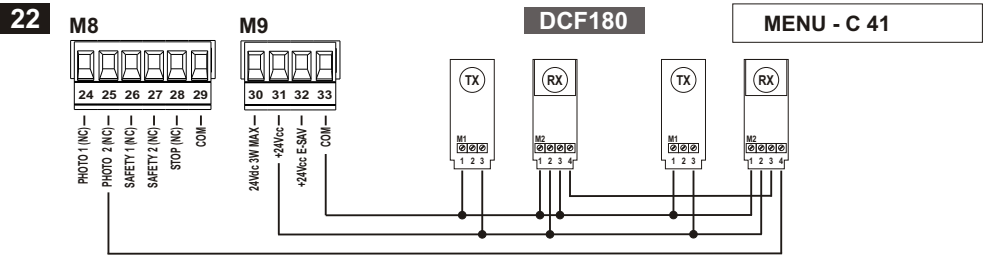 22
M8
M9
DCF180
MENU - C 41
24 25 26 27 28 29
30 31 32 33
PHOTO 1 (NC)
PHOTO 2 (NC)
SAFETY 1 (NC)
SAFETY 2 (NC)
STOP (NC)
COM
24Vdc 3W MAX
+24Vcc
+24Vcc E-SAV
COM
TX
RX
TX
RX
M1
M2
M1
M2
1 2 3
1 2 3 4
1 2 3
1 2 3 4